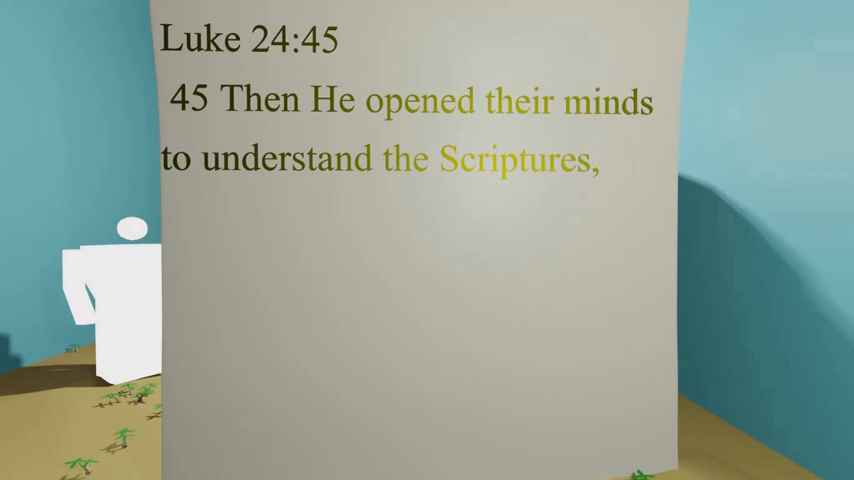 Luke 24:45
45 Then He opened their minds
to understand the Scriptures,